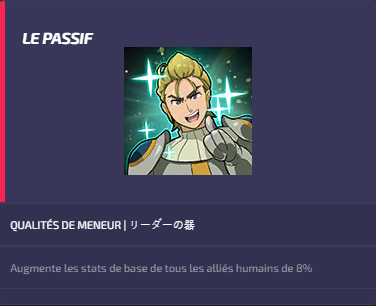 LE PASSIF
QUALITÉS DE MENEUR | リーダーの器
Augmente les stats de base de tous les alliés humains de 8%